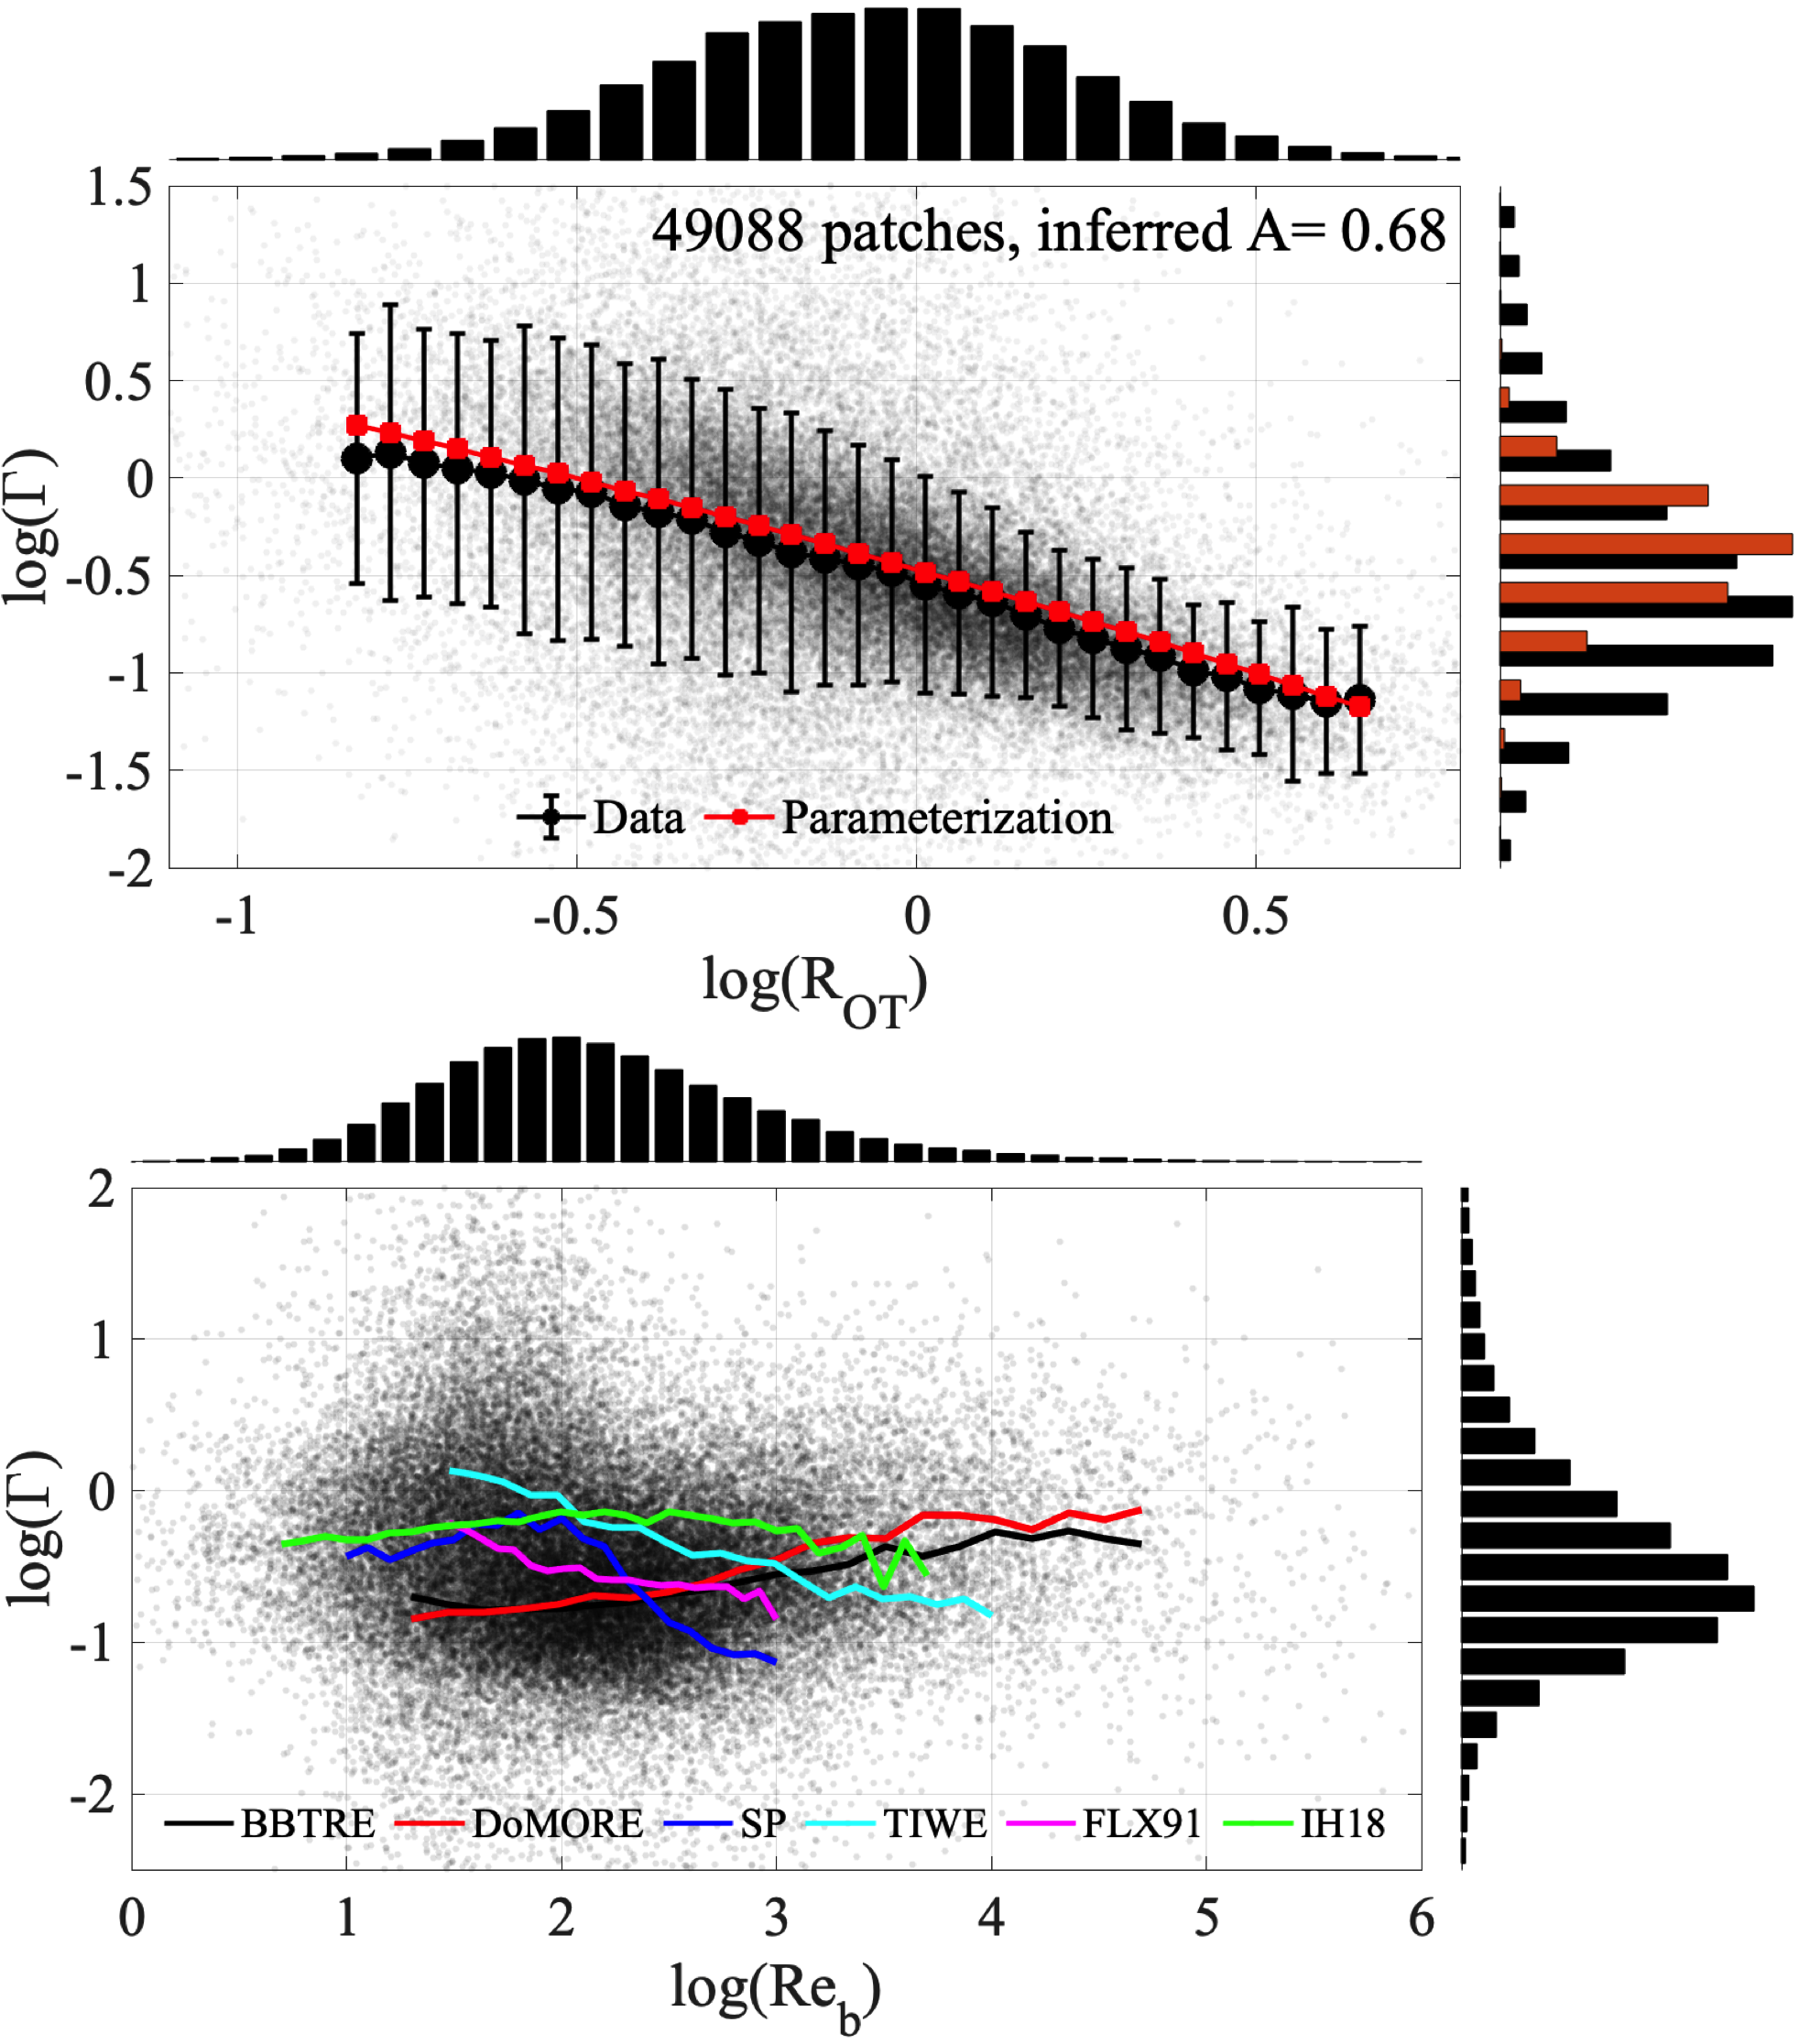 49088 patches, inferred A= 0.68
1.5
1
0.5
0
-0.5
-1
-1.5
-2
log(Γ)
Data Parameterization
-1 -0.5 0 0.5
log(R_OT)
2
1
0
-1
-2
log(Γ)
BBTRE DoMORE SP TIWE FLX91 IH18
0 1 2 3 4 5 6
log(Re_b)